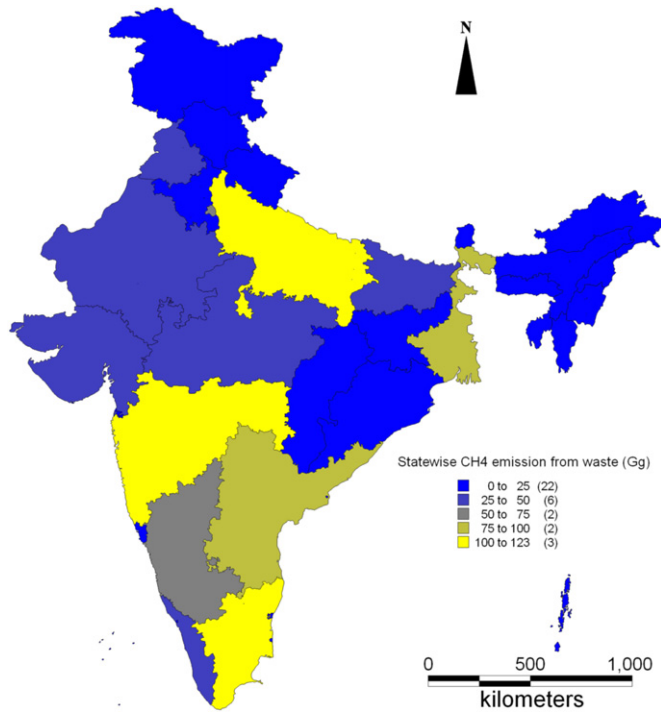 N
Statewise CH4 emission from waste (Gg)
0 to 25 (22)
25 to 50 (6)
50 to 75 (2)
75 to 100 (2)
100 to 123 (3)
0 500 1,000
kilometers